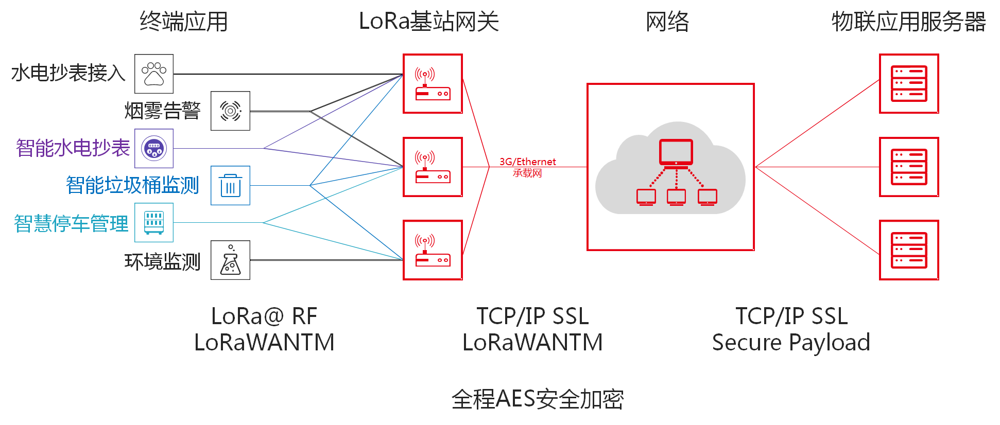 终端应用
LoRa基站网关
网络
物联应用服务器
水电抄表接入
烟雾告警
智能水电抄表
智能垃圾桶监测
智慧停车管理
环境监测
3G/Ethernet
承载网
LoRa@ RF
LoRaWANTM
TCP/IP SSL
LoRaWANTM
TCP/IP SSL
Secure Payload
全程AES安全加密